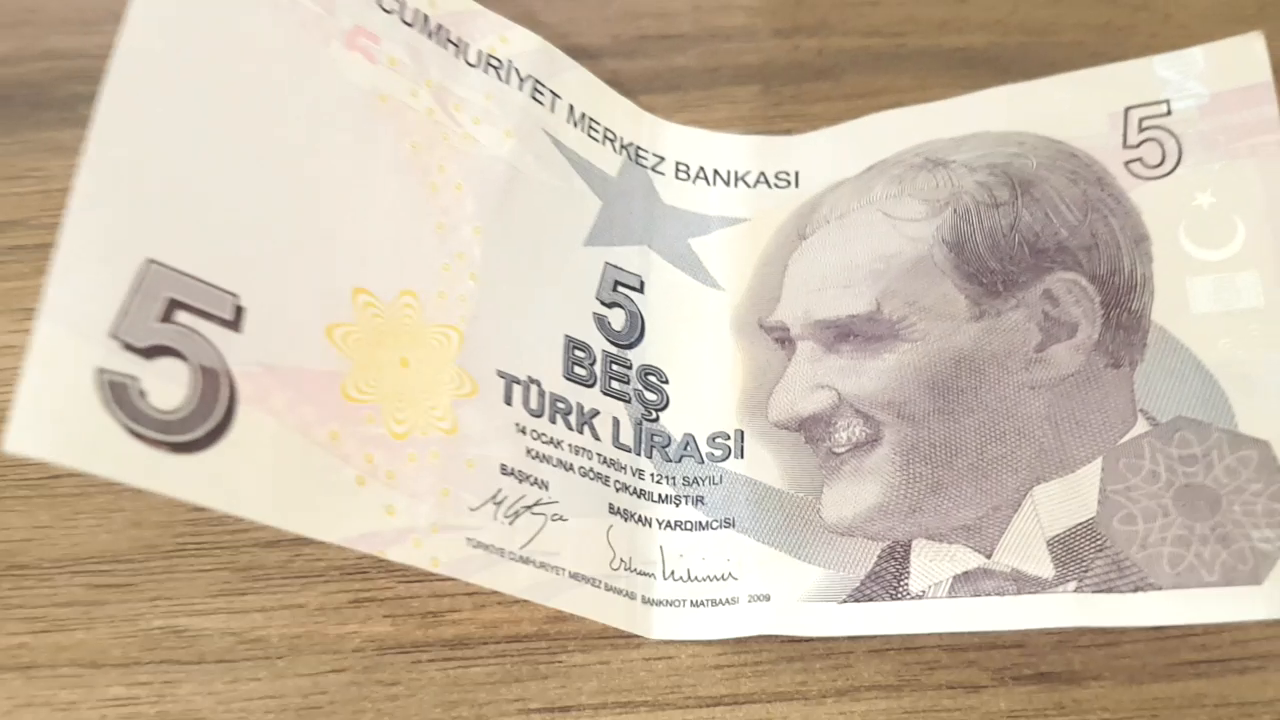 CUMHURİYET MERKEZ BANKASI
5
5
5
5
BEŞ
TÜRK LİRASI
14 OCAK 1970 TARİH VE 1211 SAYILI
KANUNA GÖRE ÇIKARILMIŞTIR
BAŞKAN
BAŞKAN YARDIMCISI
TÜRKİYE CUMHURİYET MERKEZ BANKASI BANKNOT MATBAASI 2009